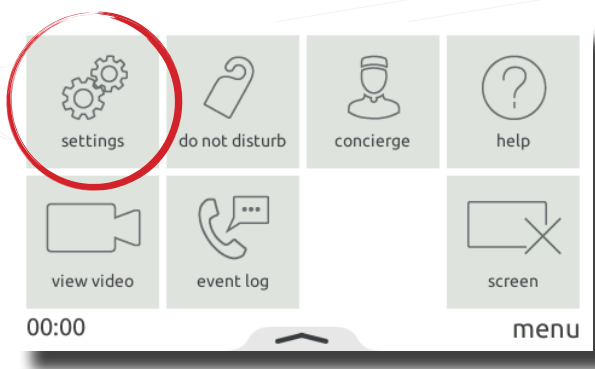 settings do not disturb concierge help
view video event log screen
00:00 menu